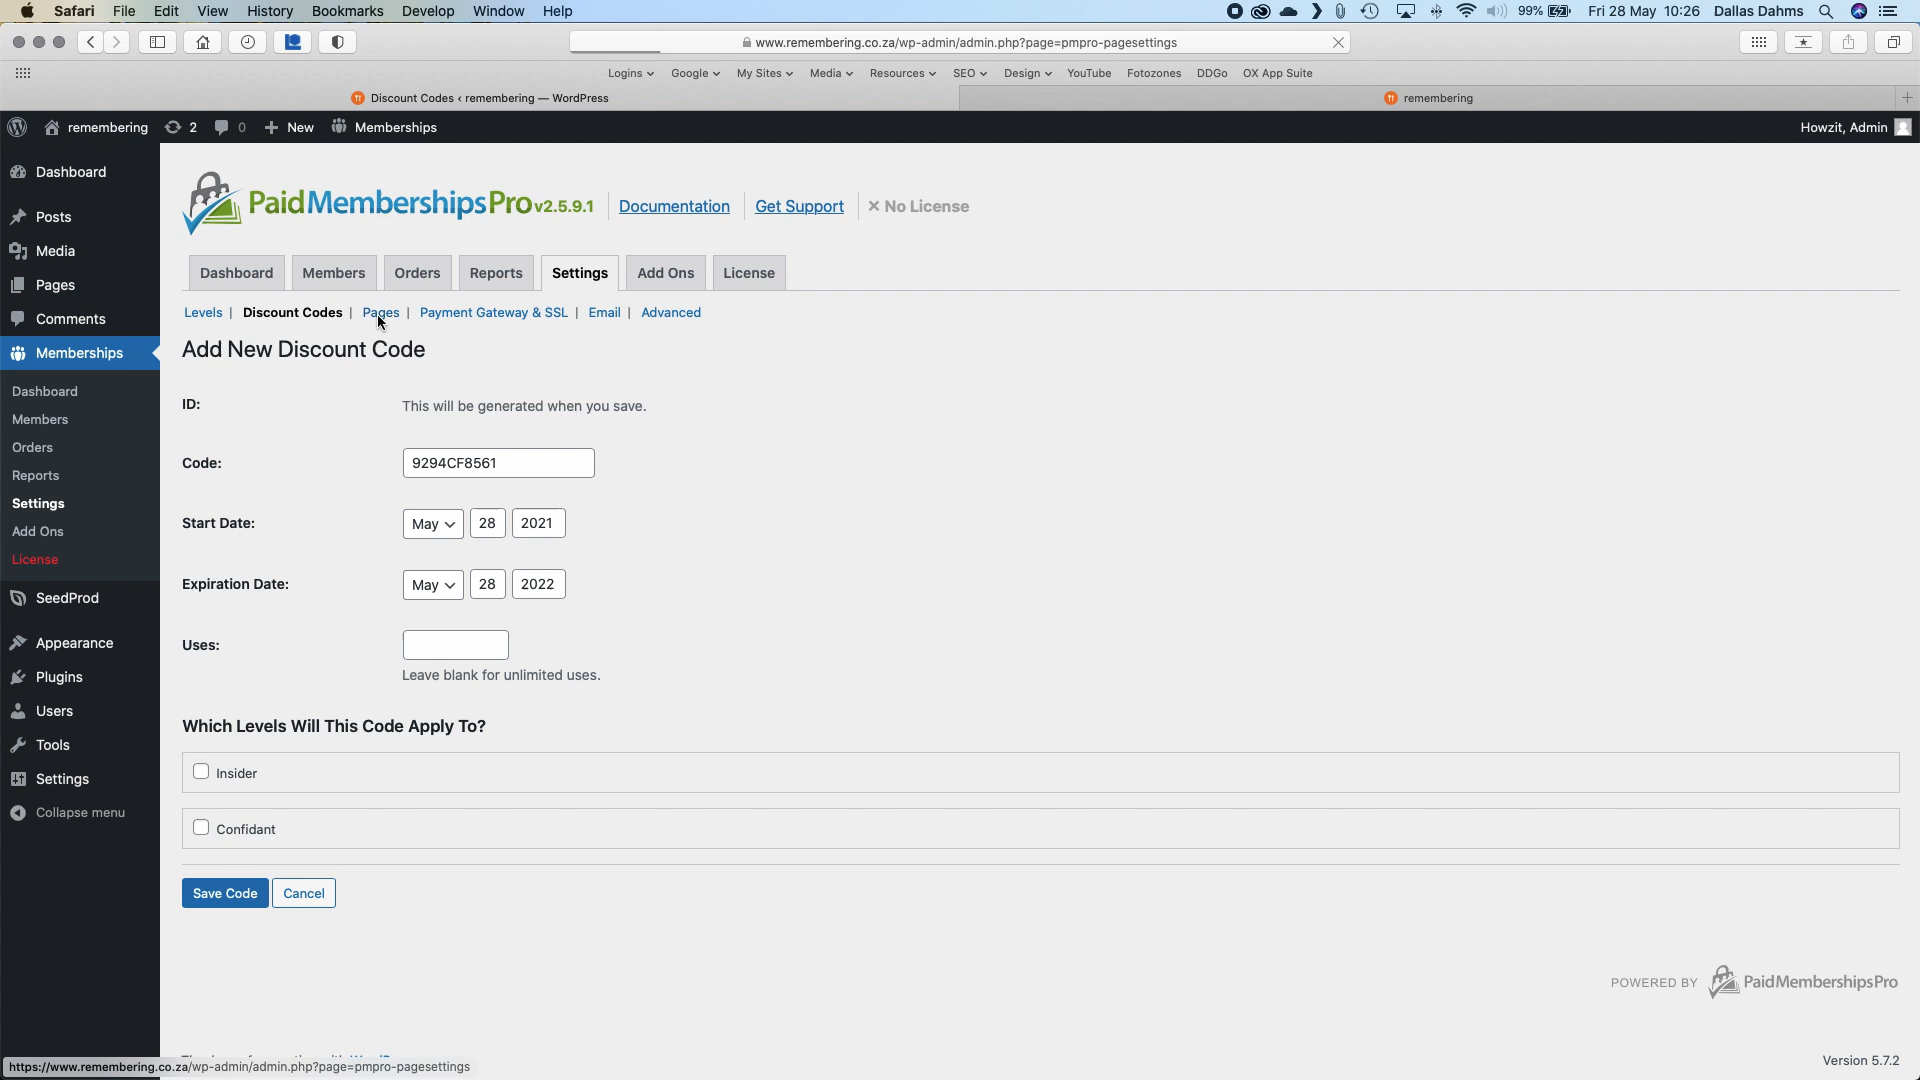 Safari File Edit View History Bookmarks Develop Window Help 99% Fri 28 May 10:26 Dallas Dahms
www.remembering.co.za/wp-admin/admin.php?page=pmpro-pagesettings
Logins Google My Sites Media Resources SEO Design YouTube Fotozones DDGo OX App Suite
Discount Codes ‹ remembering — WordPress remembering
remembering 2 0 New Memberships Howzit, Admin
Dashboard
Posts
Media
Pages
Comments
Memberships
Dashboard
Members
Orders
Reports
Settings
Add Ons
License
SeedProd
Appearance
Plugins
Users
Tools
Settings
Collapse menu
PaidMembershipsPro v2.5.9.1 Documentation Get Support × No License
Dashboard Members Orders Reports Settings Add Ons License
Levels | Discount Codes | Pages | Payment Gateway & SSL | Email | Advanced
Add New Discount Code
ID: This will be generated when you save.
Code: 9294CF8561
Start Date: May 28 2021
Expiration Date: May 28 2022
Uses:
Leave blank for unlimited uses.
Which Levels Will This Code Apply To?
Insider
Confidant
Save Code Cancel
POWERED BY PaidMembershipsPro
Version 5.7.2
https://www.remembering.co.za/wp-admin/admin.php?page=pmpro-pagesettings